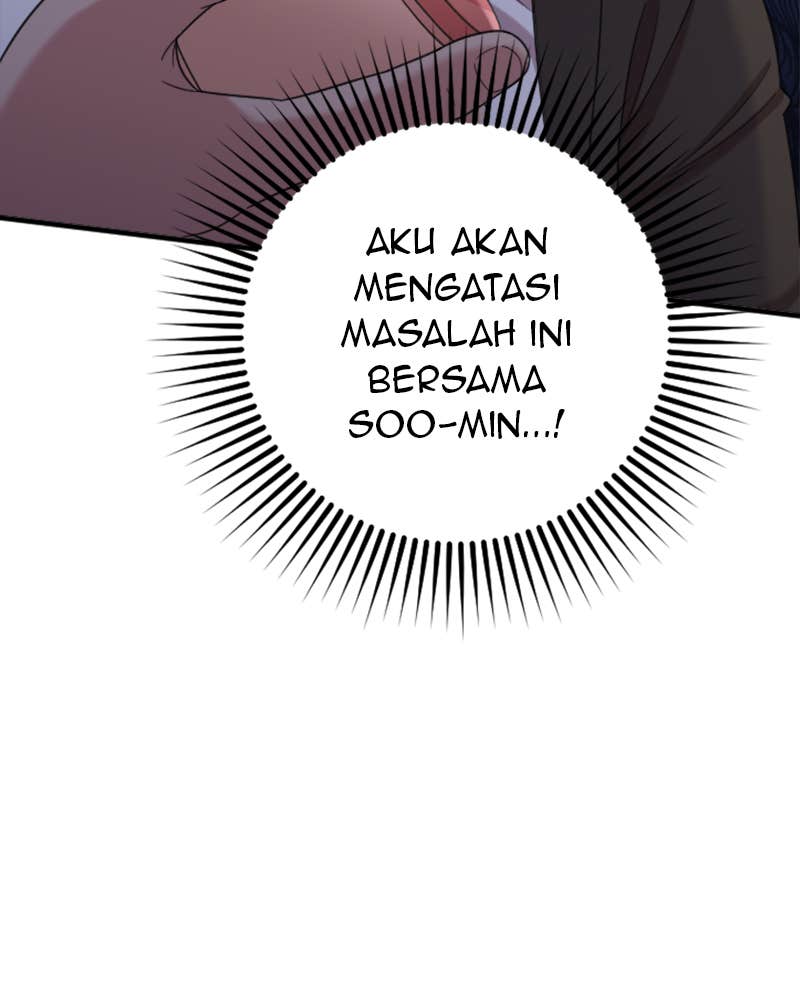 AKU AKAN
MENGATASI
MASALAH INI
BERSAMA
SOO-MIN...!